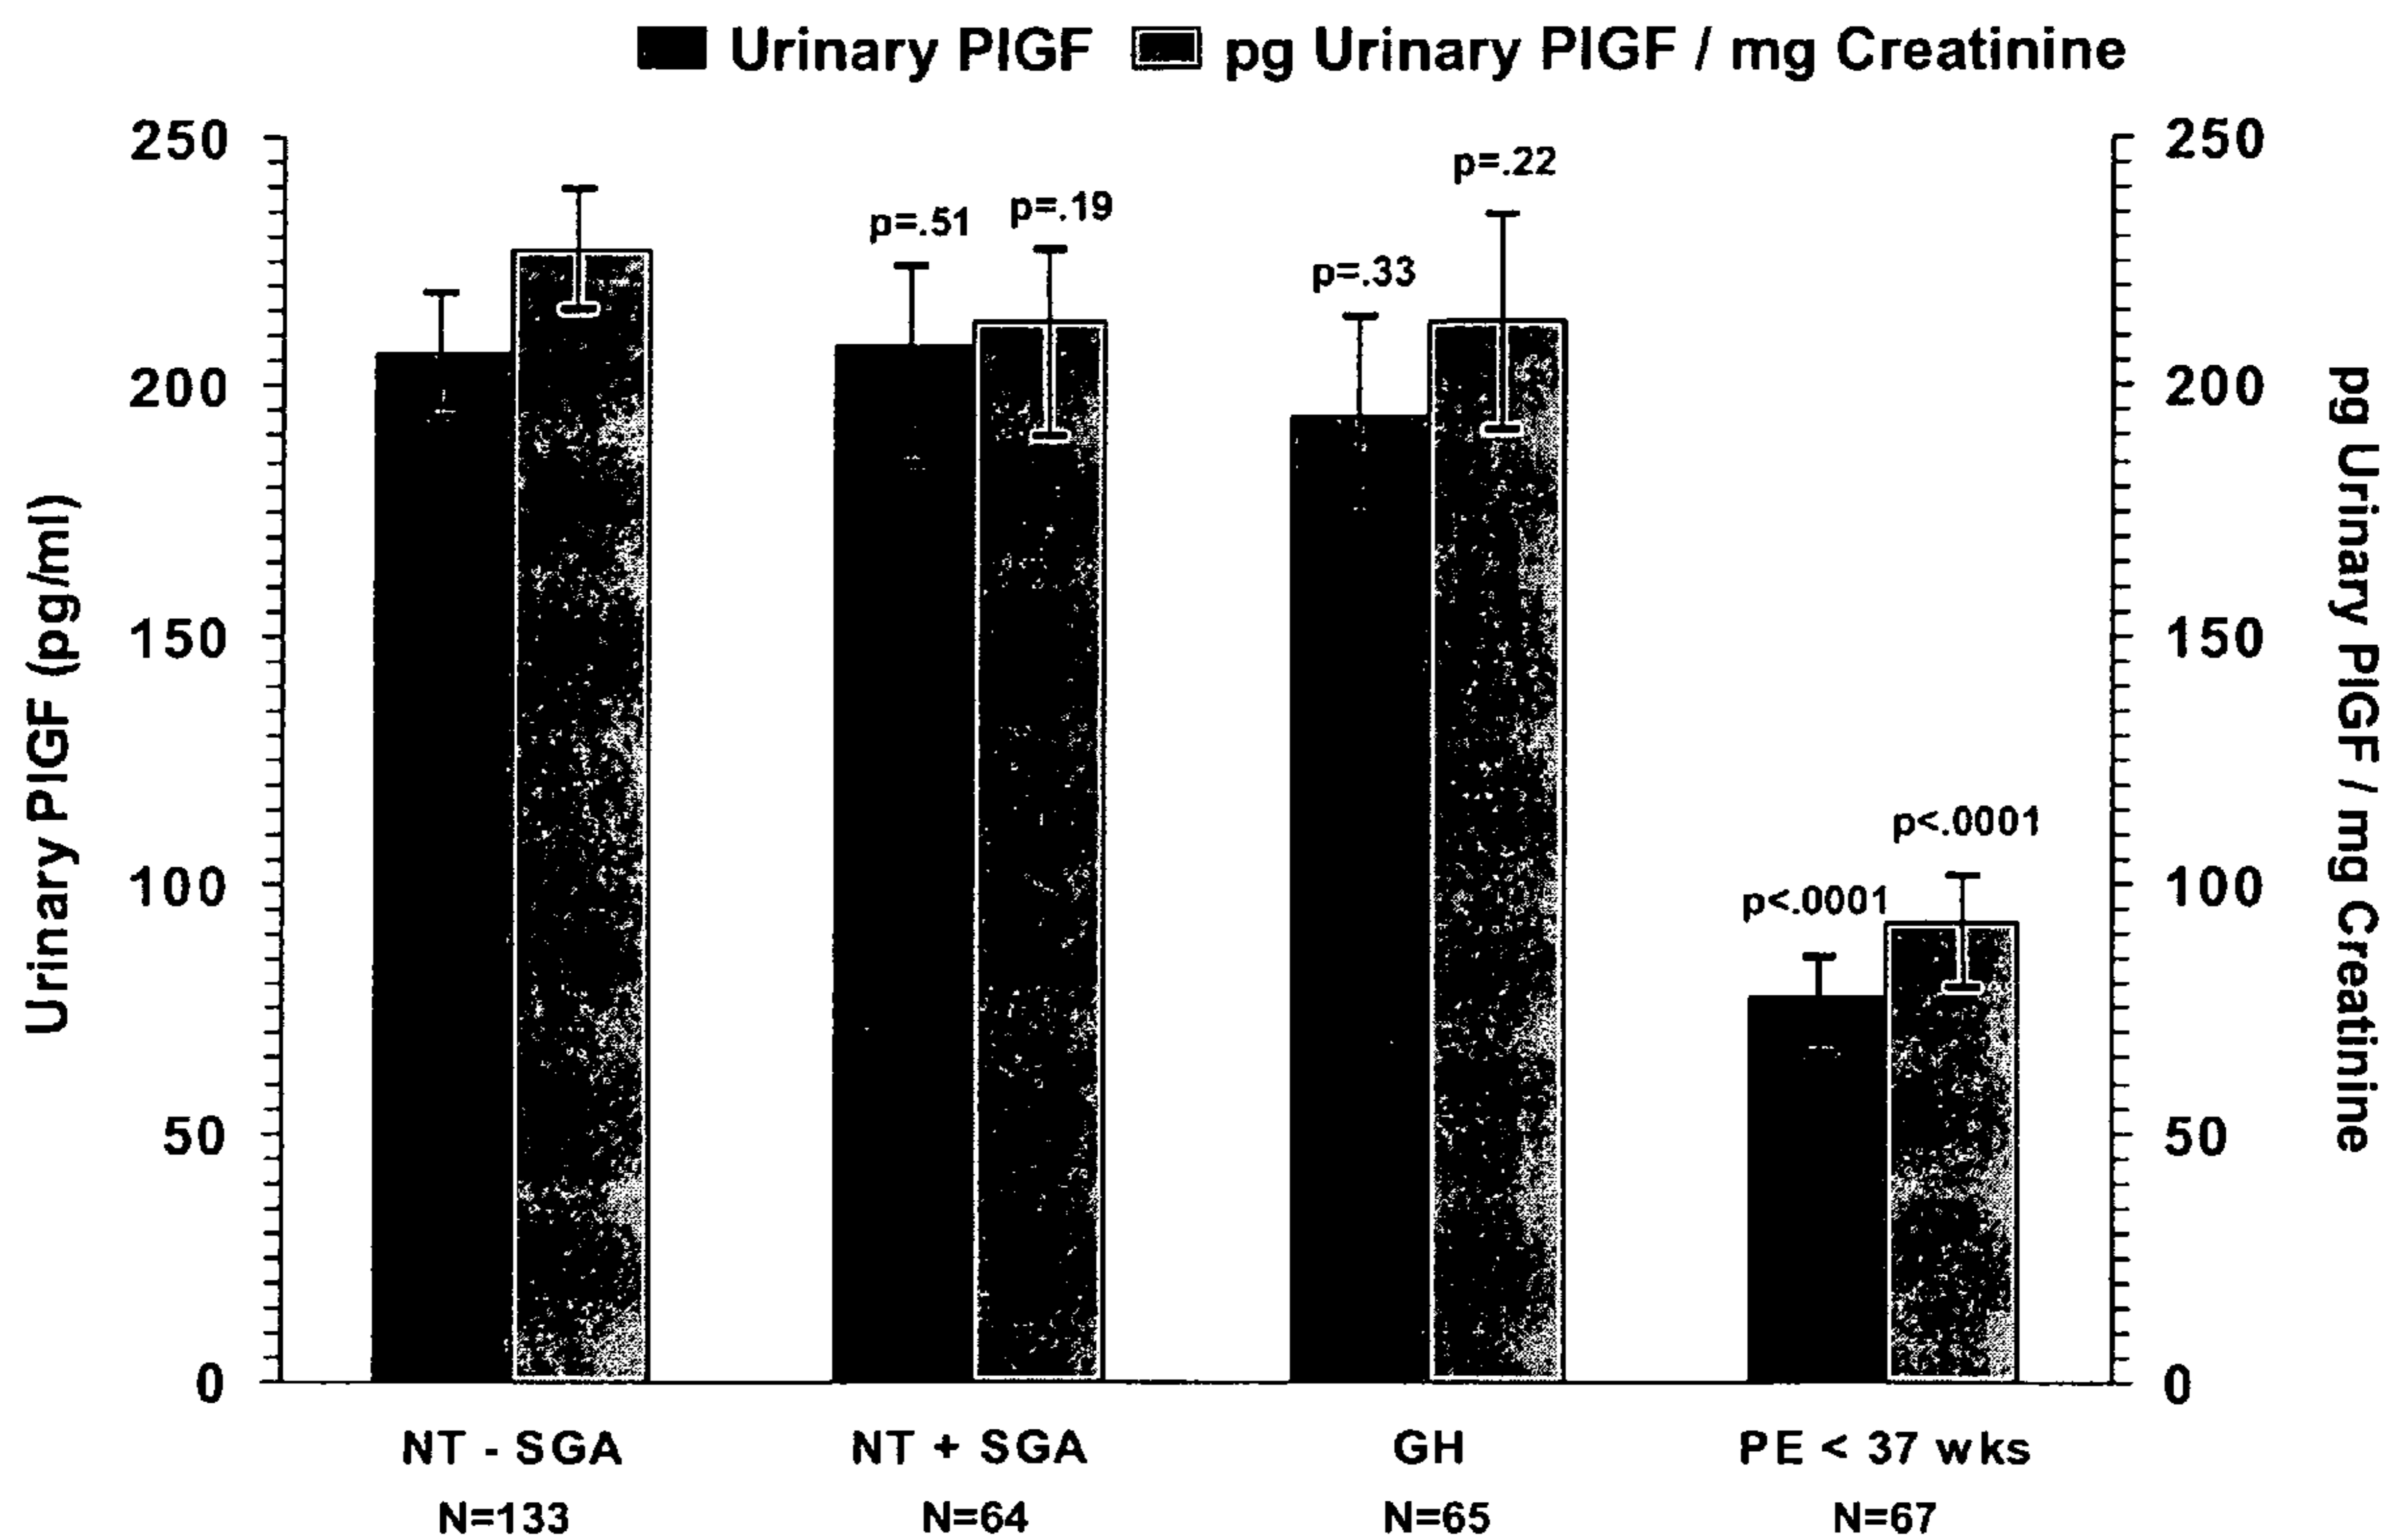 Urinary PlGF pg Urinary PlGF / mg Creatinine
250
200
150
100
50
0
Urinary PlGF (pg/ml)
p=.51
p=.19
p=.33
p=.22
p<.0001
p<.0001
250
200
150
100
50
0
pg Urinary PlGF / mg Creatinine
NT - SGA NT + SGA GH PE < 37 wks
N=133 N=64 N=65 N=67